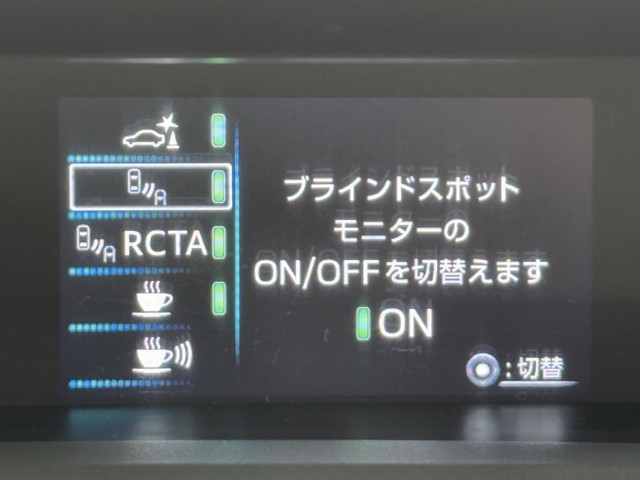 RCTA
ブラインドスポット
モニターの
ON/OFFを切替えます
ON
:切替